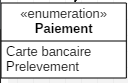 «enumeration»
Paiement
Carte bancaire
Prelevement